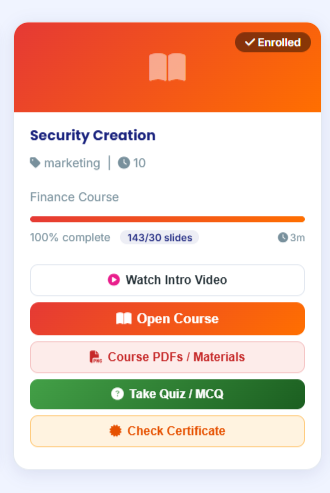 Enrolled
Security Creation
marketing | 10
Finance Course
100% complete 143/30 slides 3m
Watch Intro Video
Open Course
Course PDFs / Materials
Take Quiz / MCQ
Check Certificate